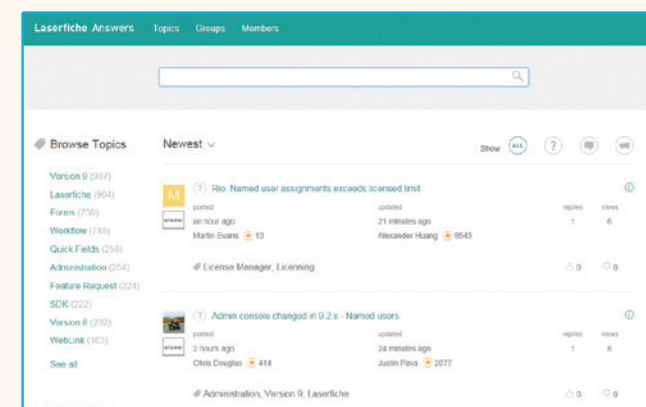 Laserfiche Answers Topics Groups Members
Browse Topics
Version 9 (987)
Laserfiche (964)
Forms (759)
Workflow (748)
Quick Fields (258)
Administration (254)
Feature Request (224)
SDK (222)
Version 8 (202)
WebLink (163)
See all
Newest
Show ALL ?
M
? Rio: Named user assignments exceeds licensed limit
posted updated replies views
answer an hour ago 21 minutes ago 1 6
Martin Evans 10 Alexander Huang 8543
License Manager, Licensing 0 0
? Admin console changed in 9.2.x - Named users
posted updated replies views
answer 2 hours ago 24 minutes ago 1 8
Chris Douglas 414 Justin Pava 2077
Administration, Version 9, Laserfiche 0 0